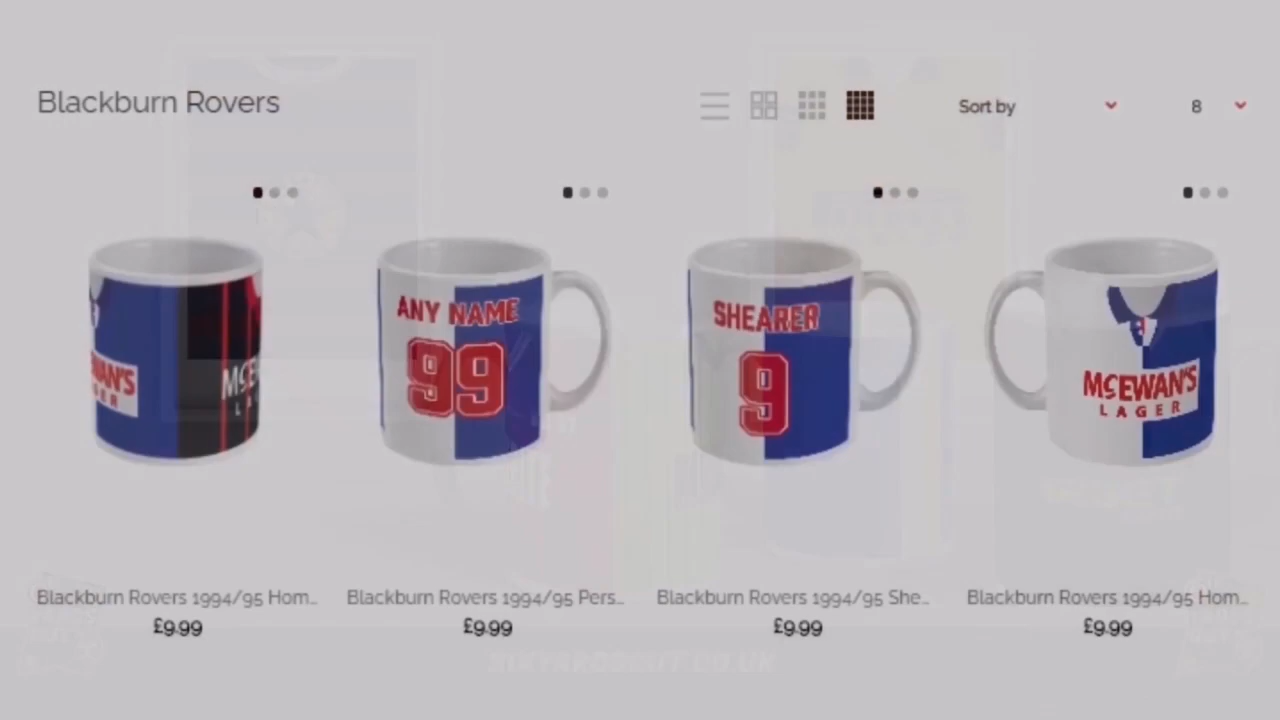 Blackburn Rovers
Sort by
8
ANY NAME
99
SHEARER
9
McEWAN'S
LAGER
Blackburn Rovers 1994/95 Hom...
Blackburn Rovers 1994/95 Pers...
Blackburn Rovers 1994/95 She...
Blackburn Rovers 1994/95 Hom...
£9.99
£9.99
£9.99
£9.99